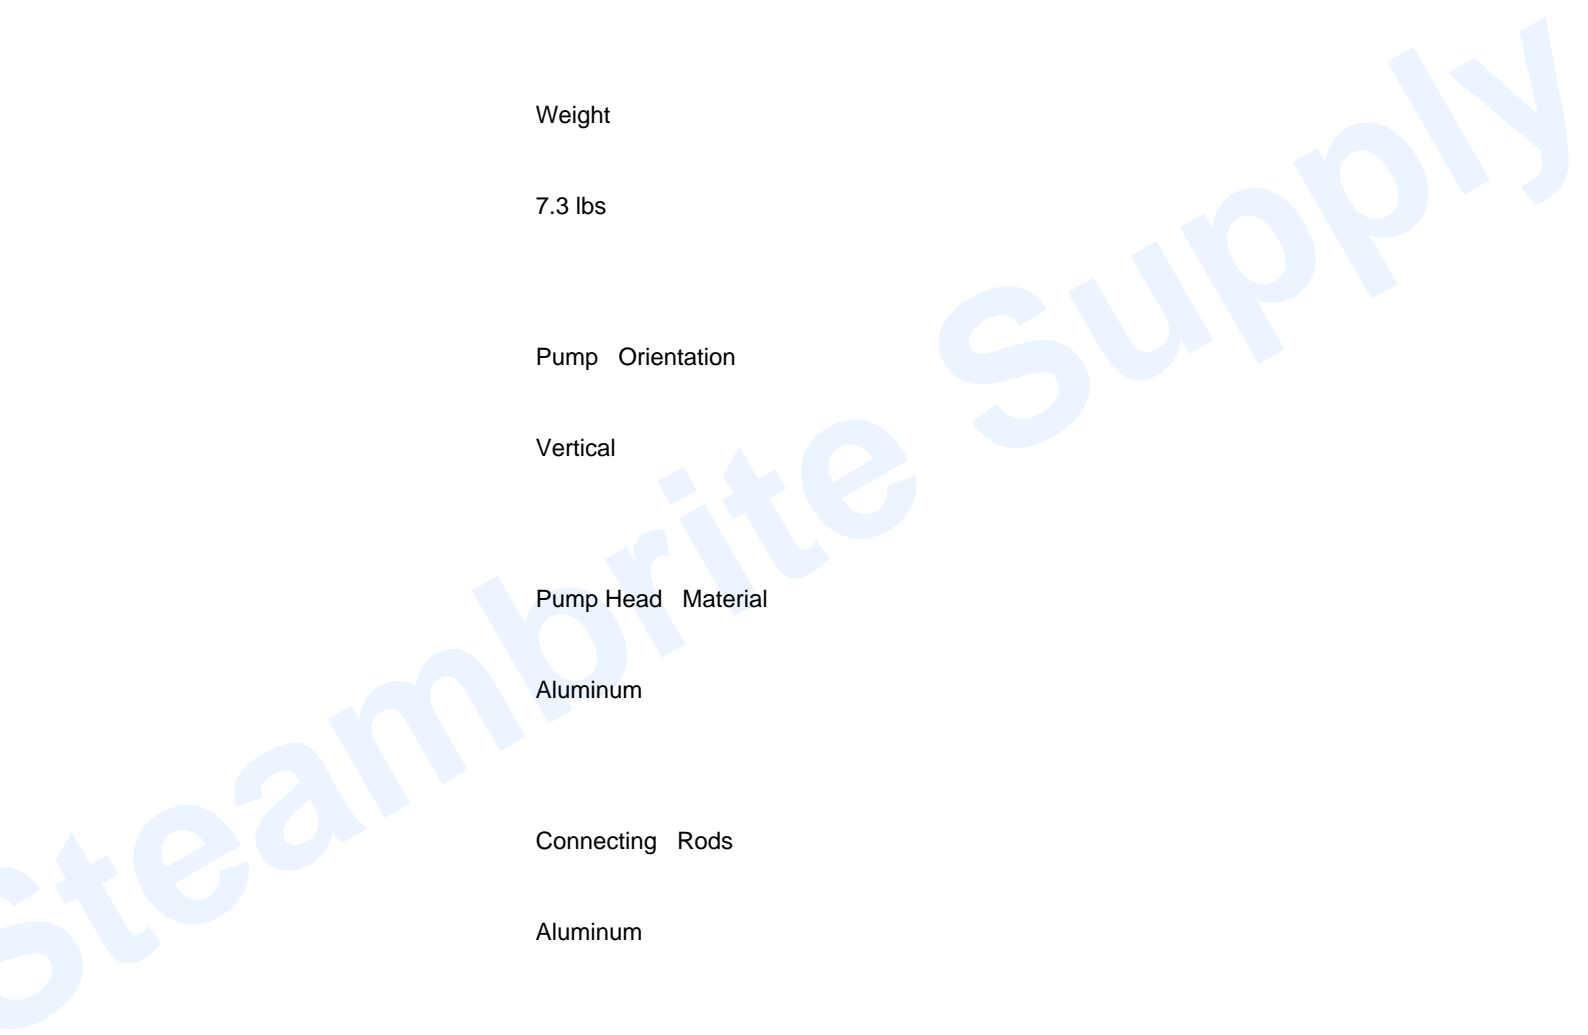 Weight
7.3 lbs
Pump Orientation
Vertical
Pump Head Material
Aluminum
Connecting Rods
Aluminum
Steambrite Supply